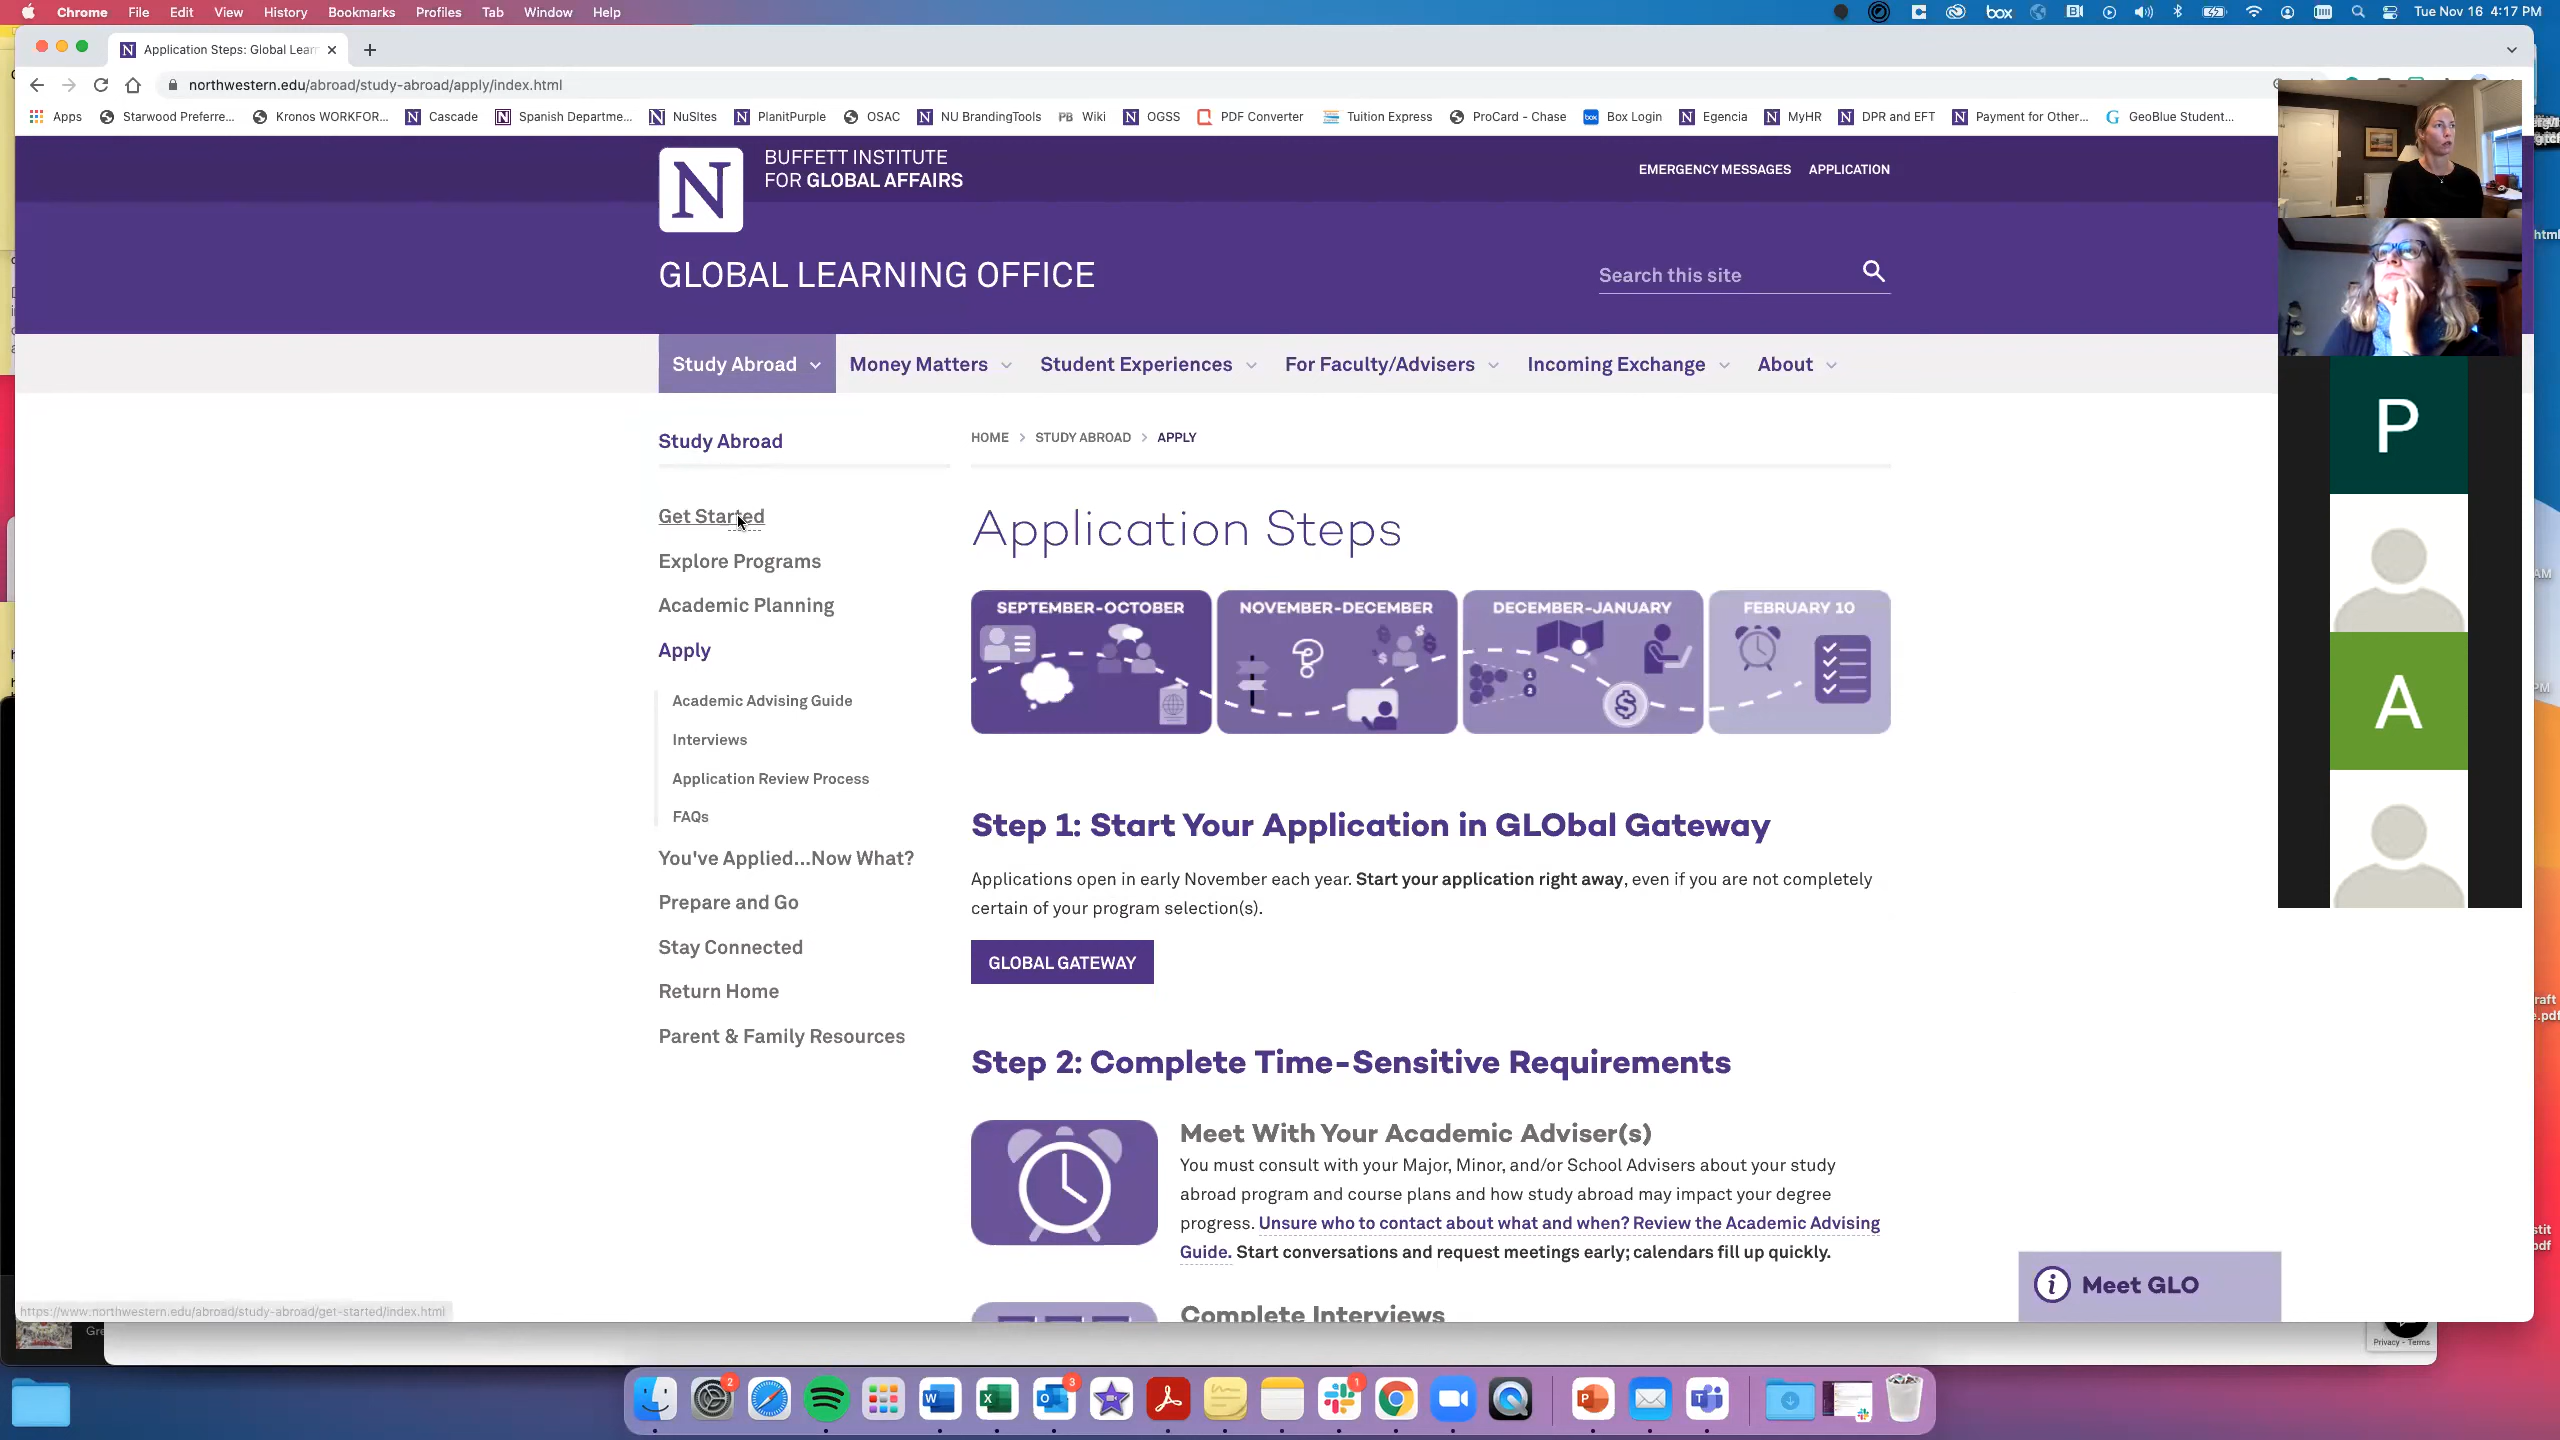 Chrome File Edit View History Bookmarks Profiles Tab Window Help
box
Tue Nov 16 4:17 PM
Application Steps: Global Lear
northwestern.edu/abroad/study-abroad/apply/index.html
Apps Starwood Preferre... Kronos WORKFOR... Cascade Spanish Departme... NuSites PlanitPurple OSAC NU BrandingTools Wiki OGSS PDF Converter Tuition Express ProCard - Chase Box Login Egencia MyHR DPR and EFT Payment for Other... GeoBlue Student...
N
BUFFETT INSTITUTE
FOR GLOBAL AFFAIRS
EMERGENCY MESSAGES APPLICATION
GLOBAL LEARNING OFFICE
Search this site
Study Abroad Money Matters Student Experiences For Faculty/Advisers Incoming Exchange About
Study Abroad
HOME > STUDY ABROAD > APPLY
Get Started
Explore Programs
Academic Planning
Apply
Academic Advising Guide
Interviews
Application Review Process
FAQs
You've Applied...Now What?
Prepare and Go
Stay Connected
Return Home
Parent & Family Resources
Application Steps
SEPTEMBER-OCTOBER NOVEMBER-DECEMBER DECEMBER-JANUARY FEBRUARY 10
Step 1: Start Your Application in GLObal Gateway
Applications open in early November each year. Start your application right away, even if you are not completely
certain of your program selection(s).
GLOBAL GATEWAY
Step 2: Complete Time-Sensitive Requirements
Meet With Your Academic Adviser(s)
You must consult with your Major, Minor, and/or School Advisers about your study
abroad program and course plans and how study abroad may impact your degree
progress. Unsure who to contact about what and when? Review the Academic Advising
Guide. Start conversations and request meetings early; calendars fill up quickly.
Complete Interviews
Meet GLO
P
A
https://www.northwestern.edu/abroad/study-abroad/get-started/index.html
Gre
Privacy - Terms
2
3
1